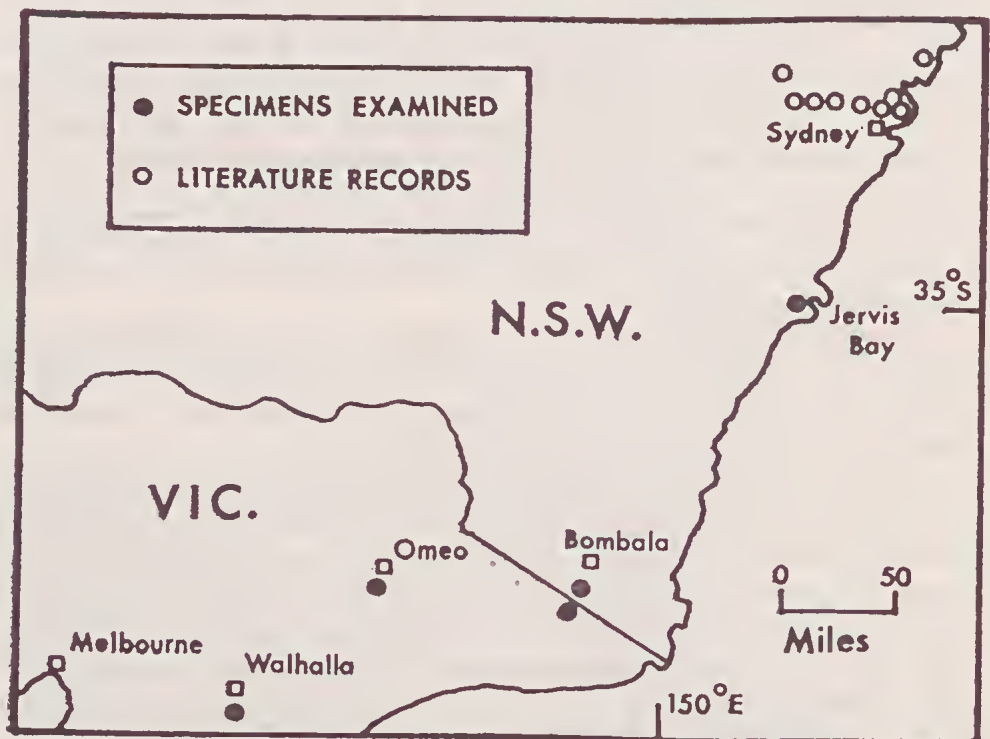 SPECIMENS EXAMINED
LITERATURE RECORDS
Sydney
35°S
Jervis
Bay
N.S.W.
VIC.
Omeo
Bombala
0 50
Miles
Melbourne
Walhalla
150°E